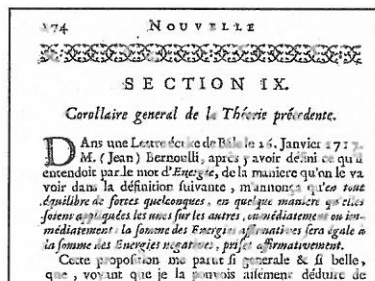 174 NOUVELLE
SECTION IX.
Corollaire general de la Théorie précedente.
DAns une Lettre écrite de Bâle le 26. Janvier 1717.
M. (Jean) Bernoulli, aprés y avoir défini ce qu'il
entendoit par le mot d'Energie, de la maniere qu'on le va
voir dans la définition suivante, m'annonça qu'en tout
équilibre de forces quelconques, en quelque maniere qu'elles
soient appliquées les unes sur les autres, ou médiatement ou im-
médiatement, la somme des Energies affirmatives sera égale à
la somme des Energies negatives, prises affirmativement.
Cette proposition me parut si generale & si belle,
que, voyant que je la pouvois aisément déduire de